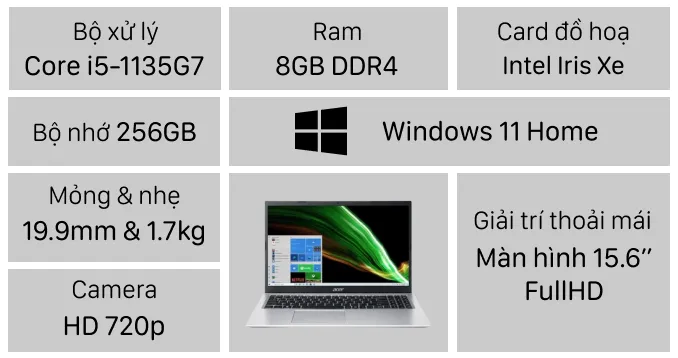 Bộ xử lý
Core i5-1135G7
Ram
8GB DDR4
Card đồ hoạ
Intel Iris Xe
Bộ nhớ 256GB
Windows 11 Home
Mỏng & nhẹ
19.9mm & 1.7kg
Giải trí thoải mái
Màn hình 15.6”
FullHD
Camera
HD 720p
acer